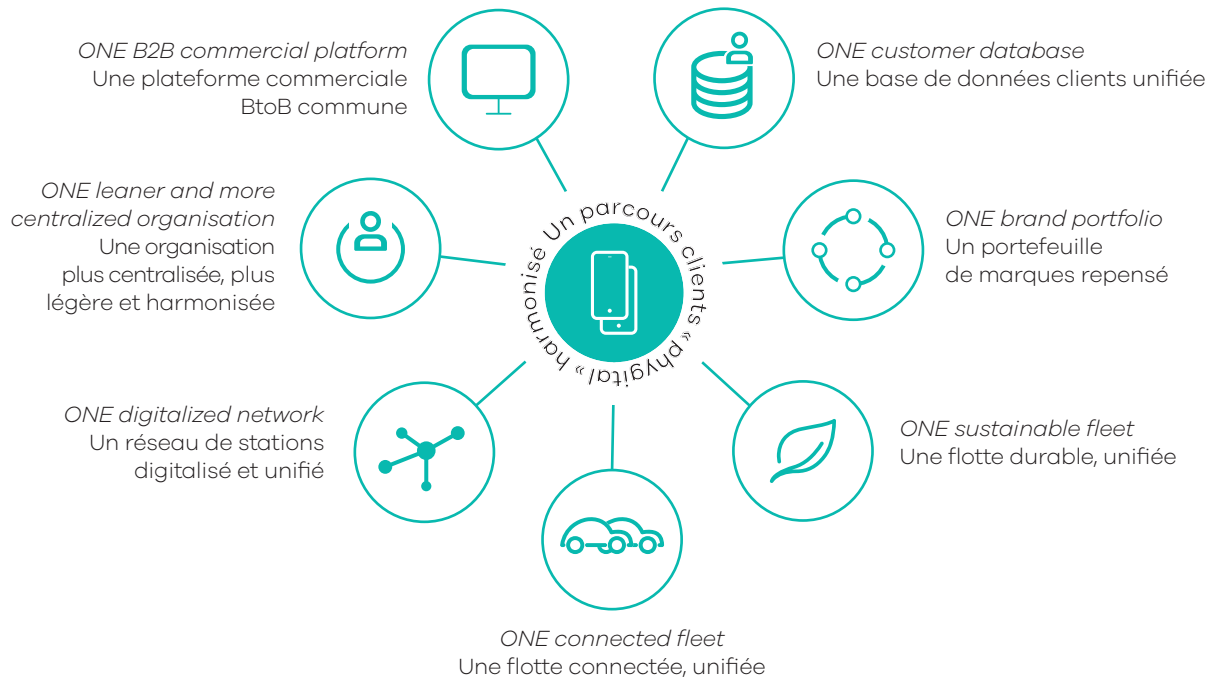 ONE B2B commercial platform
Une plateforme commerciale
BtoB commune
ONE customer database
Une base de données clients unifiée
ONE leaner and more
centralized organisation
Une organisation
plus centralisée, plus
légère et harmonisée
Un parcours clients « phygital » harmonisé
ONE brand portfolio
Un portefeuille
de marques repensé
ONE digitalized network
Un réseau de stations
digitalisé et unifié
ONE sustainable fleet
Une flotte durable, unifiée
ONE connected fleet
Une flotte connectée, unifiée